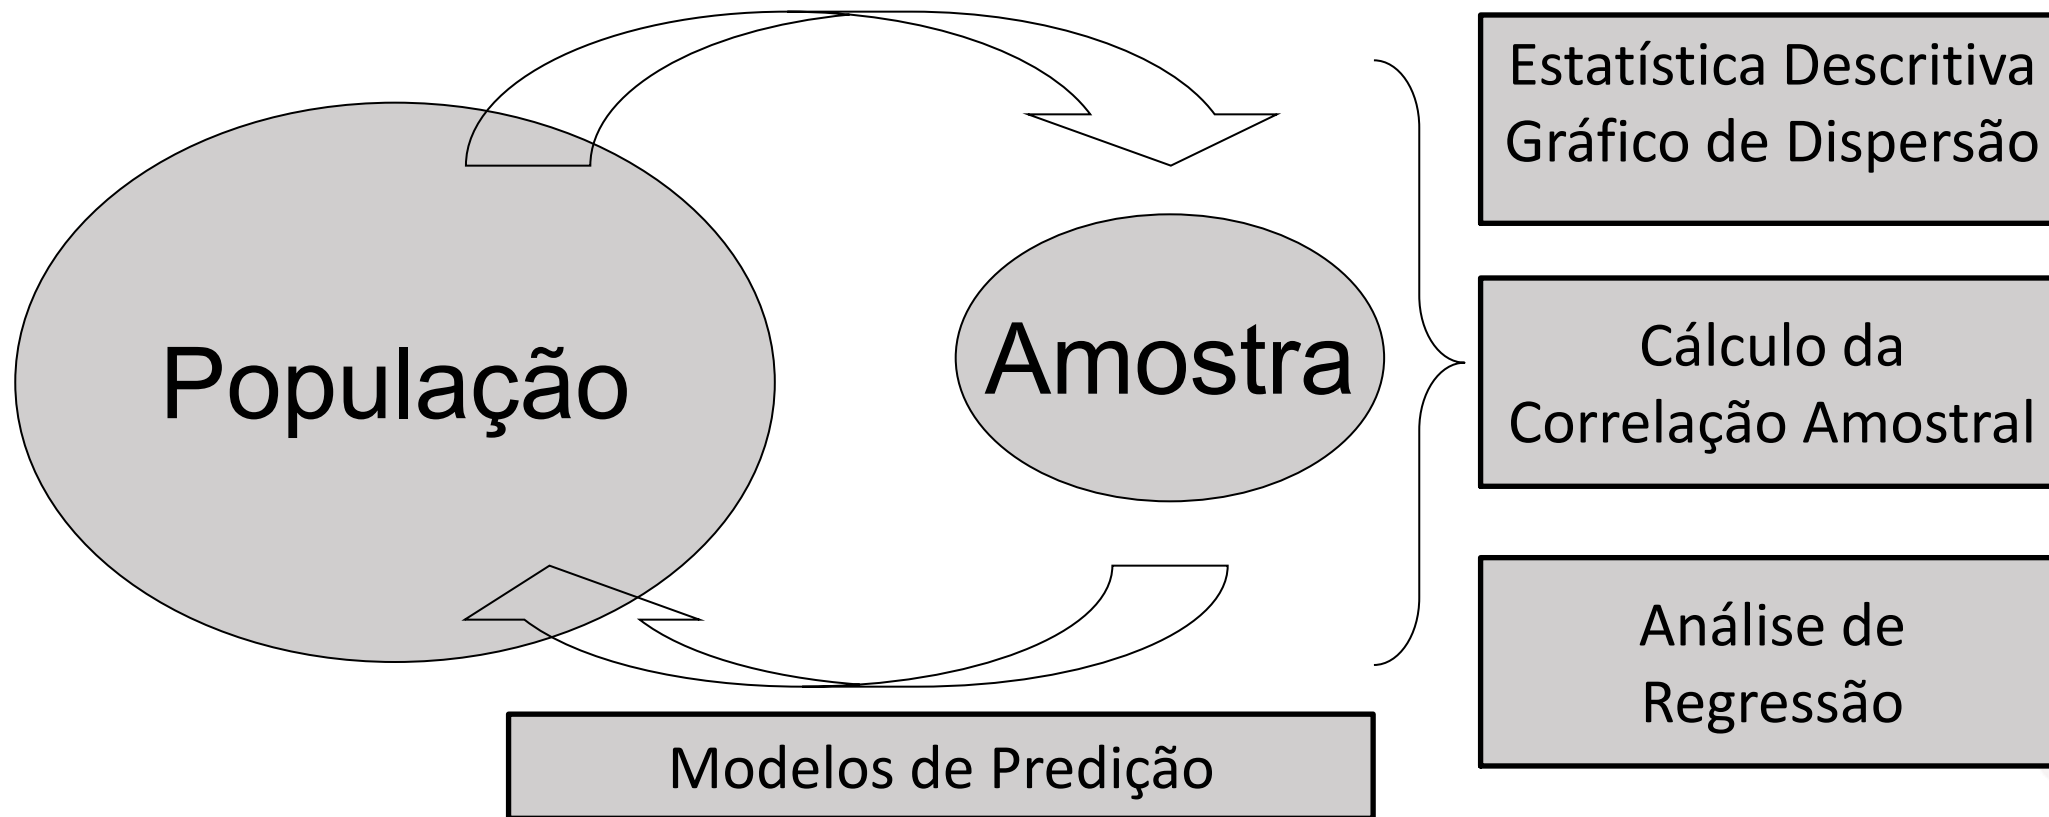 Estatística Descritiva
Gráfico de Dispersão
População
Amostra
Cálculo da
Correlação Amostral
Análise de
Regressão
Modelos de Predição